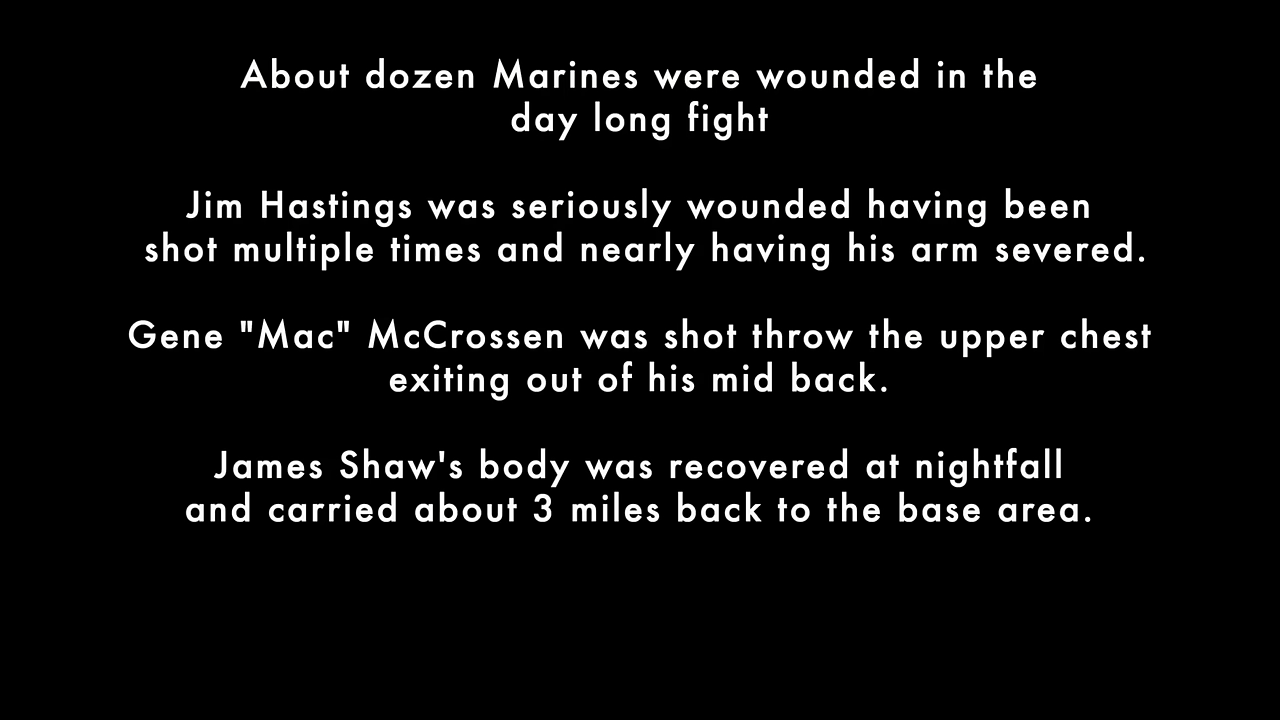 About dozen Marines were wounded in the
day long fight
Jim Hastings was seriously wounded having been
shot multiple times and nearly having his arm severed.
Gene "Mac" McCrossen was shot throw the upper chest
exiting out of his mid back.
James Shaw's body was recovered at nightfall
and carried about 3 miles back to the base area.